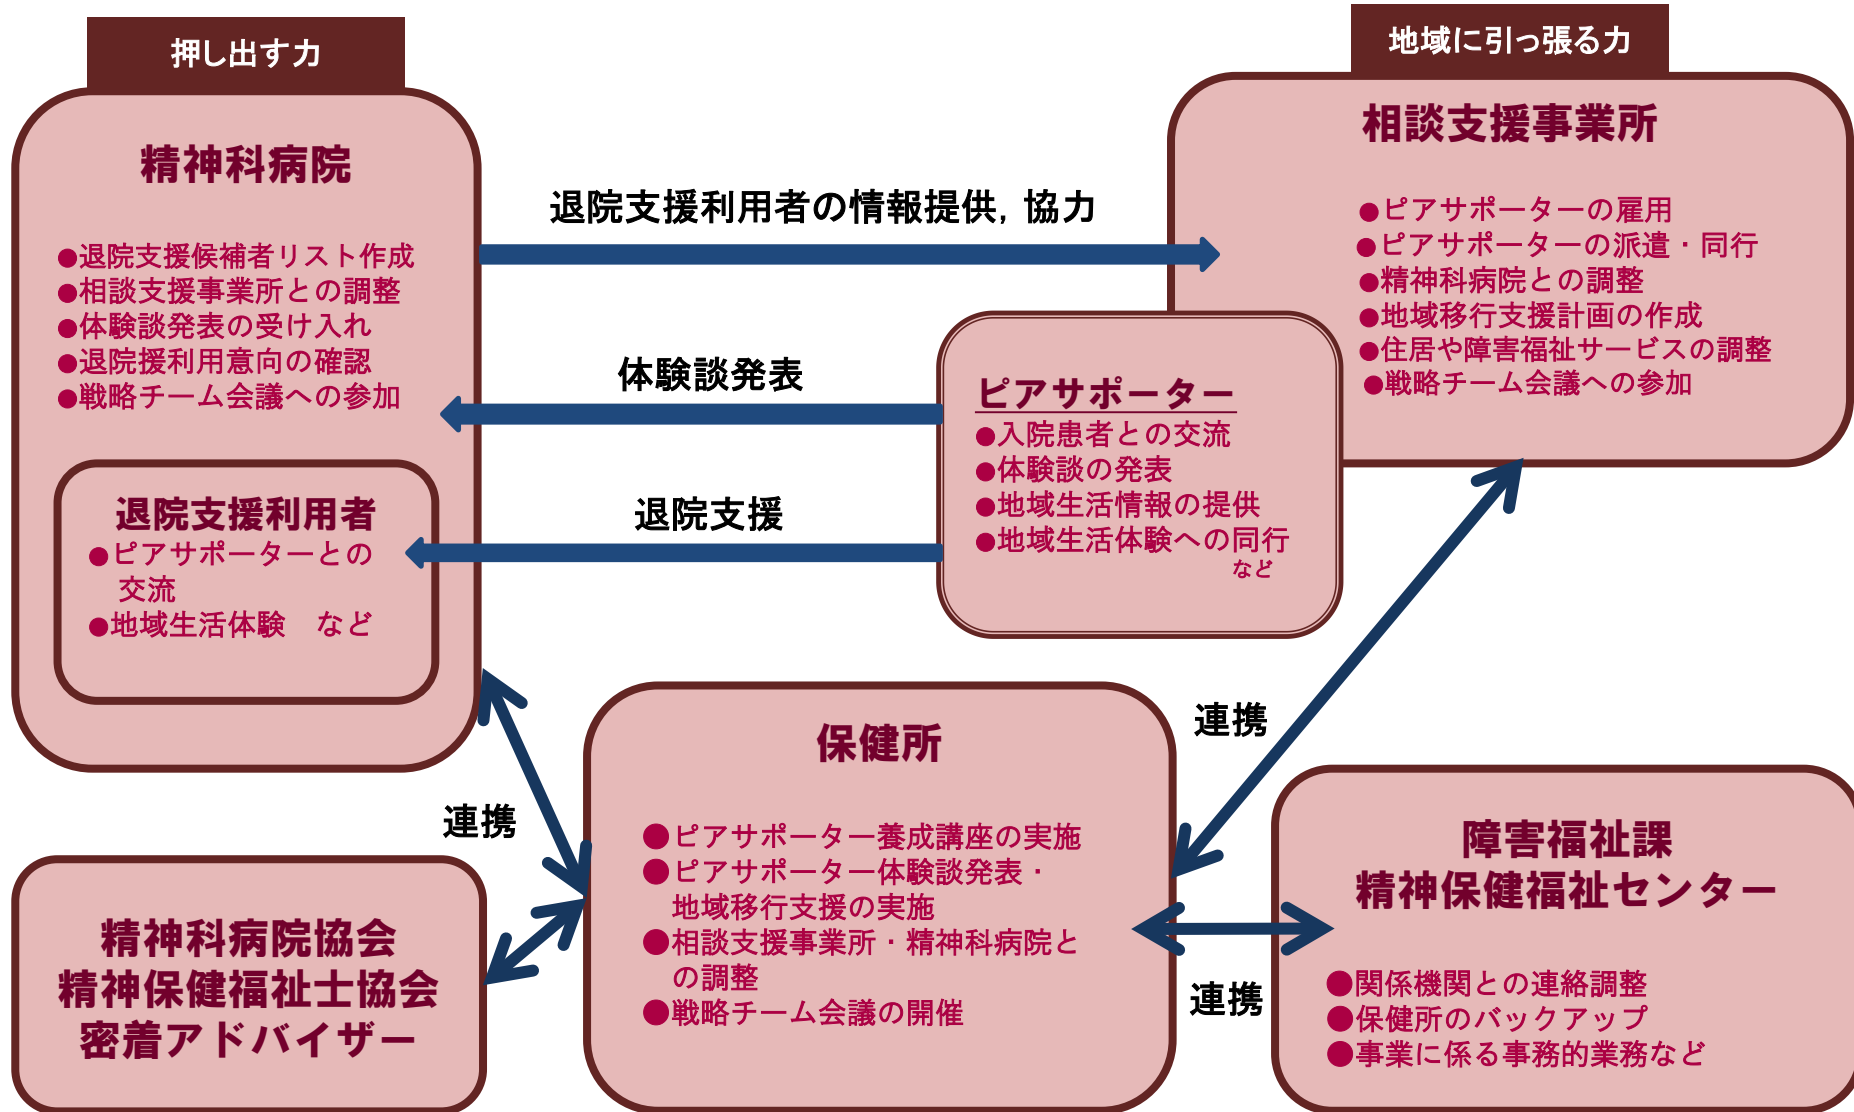 押し出す力
精神科病院
●退院支援候補者リスト作成
●相談支援事業所との調整
●体験談発表の受け入れ
●退院援利用意向の確認
●戦略チーム会議への参加
退院支援利用者
●ピアサポーターとの
交流
●地域生活体験　など
退院支援利用者の情報提供，協力
体験談発表
退院支援
地域に引っ張る力
相談支援事業所
●ピアサポーターの雇用
●ピアサポーターの派遣・同行
●精神科病院との調整
●地域移行支援計画の作成
●住居や障害福祉サービスの調整
●戦略チーム会議への参加
ピアサポーター
●入院患者との交流
●体験談の発表
●地域生活情報の提供
●地域生活体験への同行
など
連携
連携
保健所
●ピアサポーター養成講座の実施
●ピアサポーター体験談発表・
地域移行支援の実施
●相談支援事業所・精神科病院と
の調整
●戦略チーム会議の開催
連携
精神科病院協会
精神保健福祉士協会
密着アドバイザー
障害福祉課
精神保健福祉センター
●関係機関との連絡調整
●保健所のバックアップ
●事業に係る事務的業務など